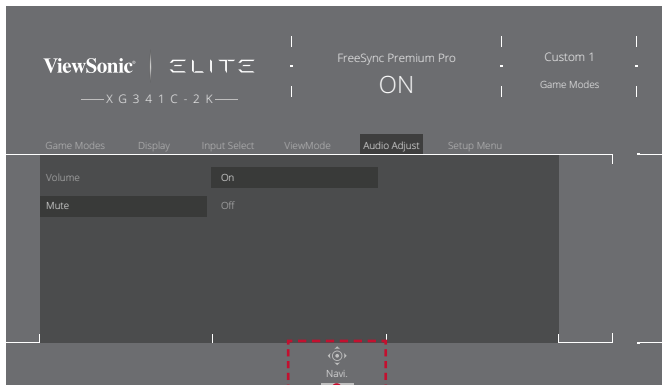 ViewSonic® ELITE
XG341C-2K
FreeSync Premium Pro
ON
Custom 1
Game Modes
Game Modes Display Input Select ViewMode Audio Adjust Setup Menu
Volume On
Mute Off
Navi.